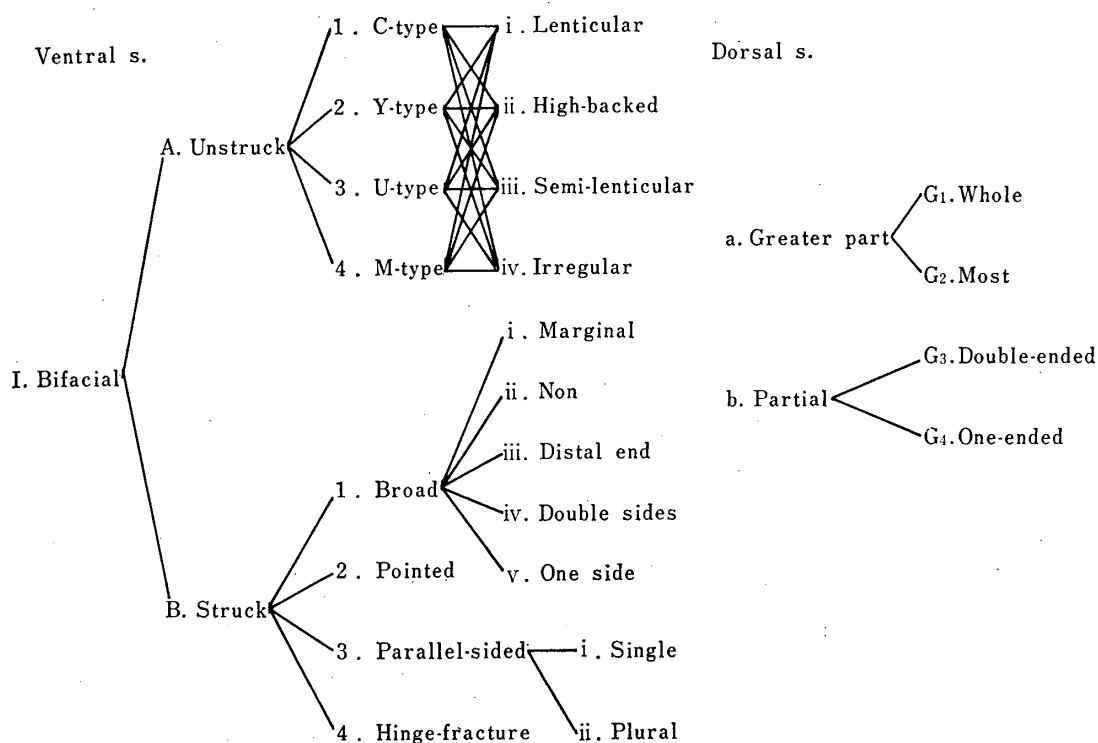 Ventral s.
Dorsal s.
I. Bifacial
A. Unstruck
1. C-type
2. Y-type
3. U-type
4. M-type
i. Lenticular
ii. High-backed
iii. Semi-lenticular
iv. Irregular
B. Struck
1. Broad
i. Marginal
ii. Non
iii. Distal end
iv. Double sides
v. One side
2. Pointed
3. Parallel-sided
i. Single
ii. Plural
4. Hinge-fracture
a. Greater part
G1. Whole
G2. Most
b. Partial
G3. Double-ended
G4. One-ended